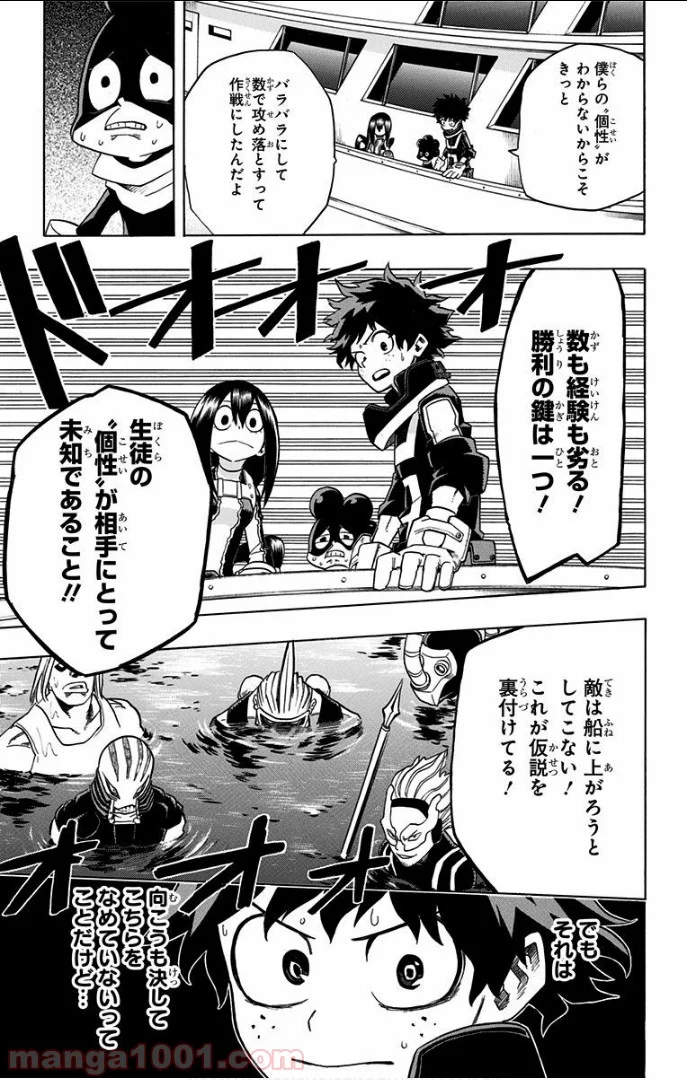 僕らの〝個性〟が
わからないからこそ
きっと
バラバラにして
数で攻め落とすって
作戦にしたんだよ
数も経験も劣る!
勝利の鍵は一つ!
生徒の
〝個性〟が相手にとって
未知であること!!
ドオオオオ
敵は船に上がろうと
してこない!
これが仮説を
裏付けてる!
でも
それは
向こうも決して
こちらを
なめていないって
ことだけど…
manga1001.com